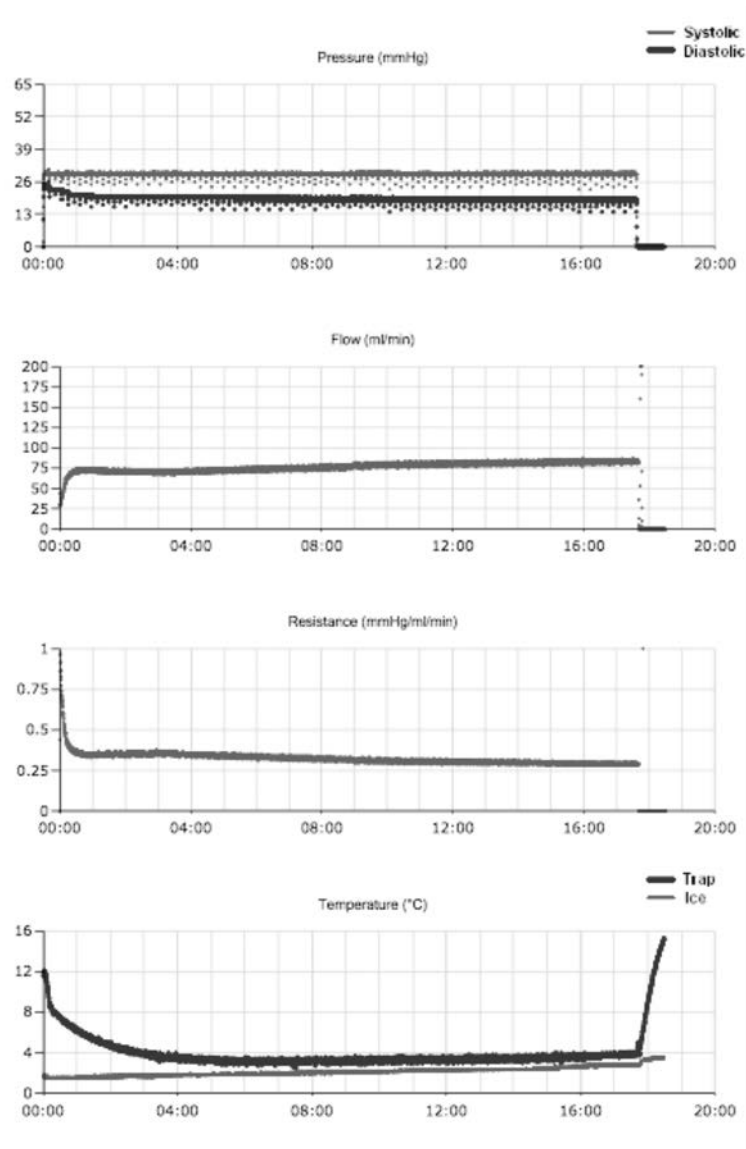 Systolic
Diastolic
Pressure (mmHg)
65
52
39
26
13
0
00:00 04:00 08:00 12:00 16:00 20:00
Flow (ml/min)
200
175
150
125
100
75
50
25
0
00:00 04:00 08:00 12:00 16:00 20:00
Resistance (mmHg/ml/min)
1
0.75
0.5
0.25
0
00:00 04:00 08:00 12:00 16:00 20:00
Trap
Ice
Temperature (°C)
16
12
8
4
0
00:00 04:00 08:00 12:00 16:00 20:00